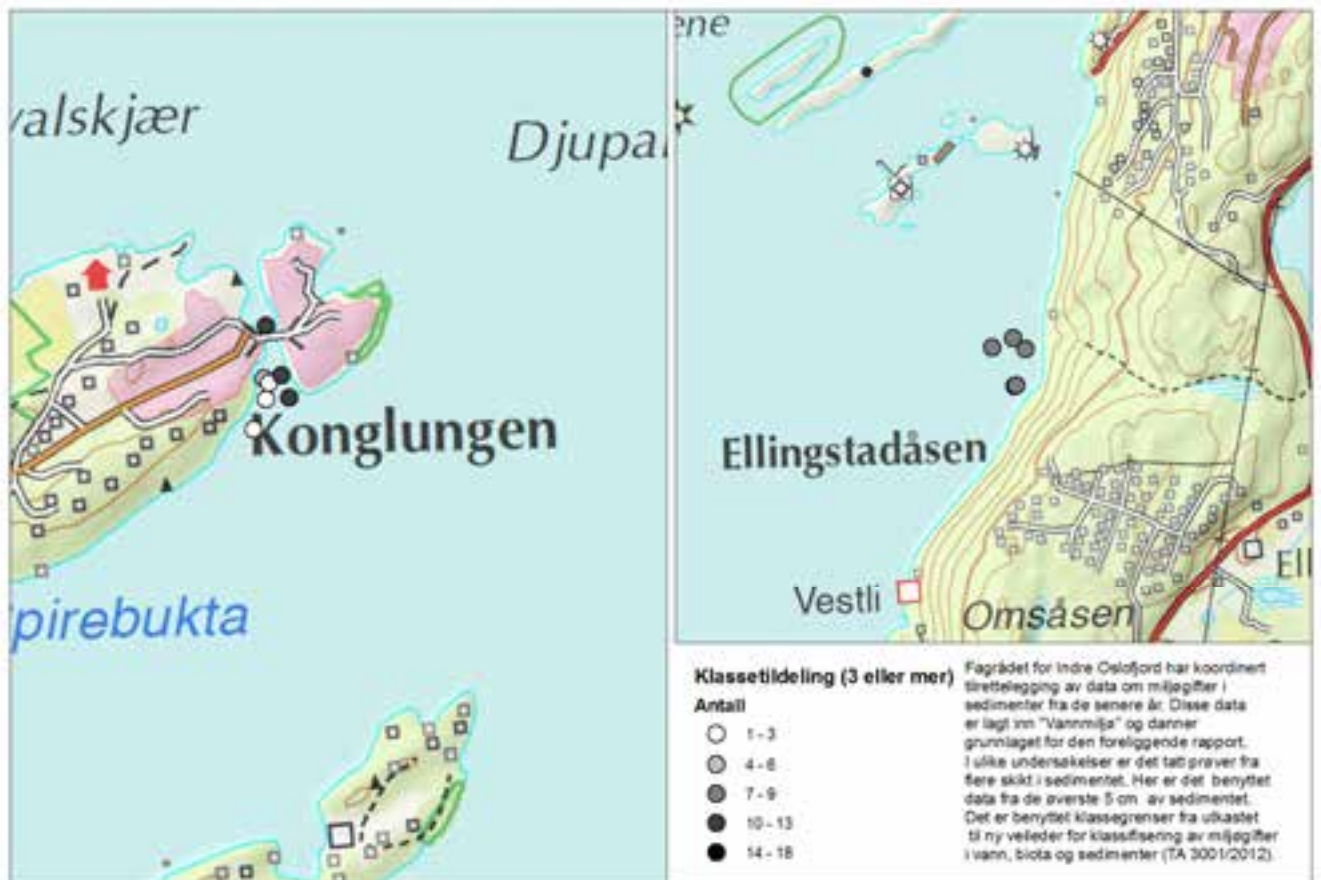 valskjær
Djupal
Konglungen
pirebukta
ene
Ellingstadåsen
Vestli
Omsåsen
Ell
Klassetildeling (3 eller mer)
Antall
1 - 3
4 - 6
7 - 9
10 - 13
14 - 18
Fagrådet for Indre Oslofjord har koordinert
tilrettelegging av data om miljøgifter i
sedimenter fra de senere år. Disse data
er lagt inn "Vannmiljø" og danner
grunnlaget for den foreliggende rapport.
I ulike undersøkelser er det tatt prøver fra
flere skikt i sedimentet. Her er det benyttet
data fra de øverste 5 cm av sedimentet.
Det er benyttet klassegrenser fra utkastet
til ny veileder for klassifisering av miljøgifter
i vann, biota og sedimenter (TA 3001/2012).